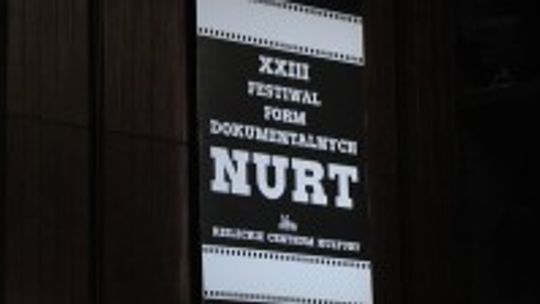 XXIII
FESTIWAL
FORM
DOKUMENTALNYCH
NURT
KIELECKIE CENTRUM KULTURY